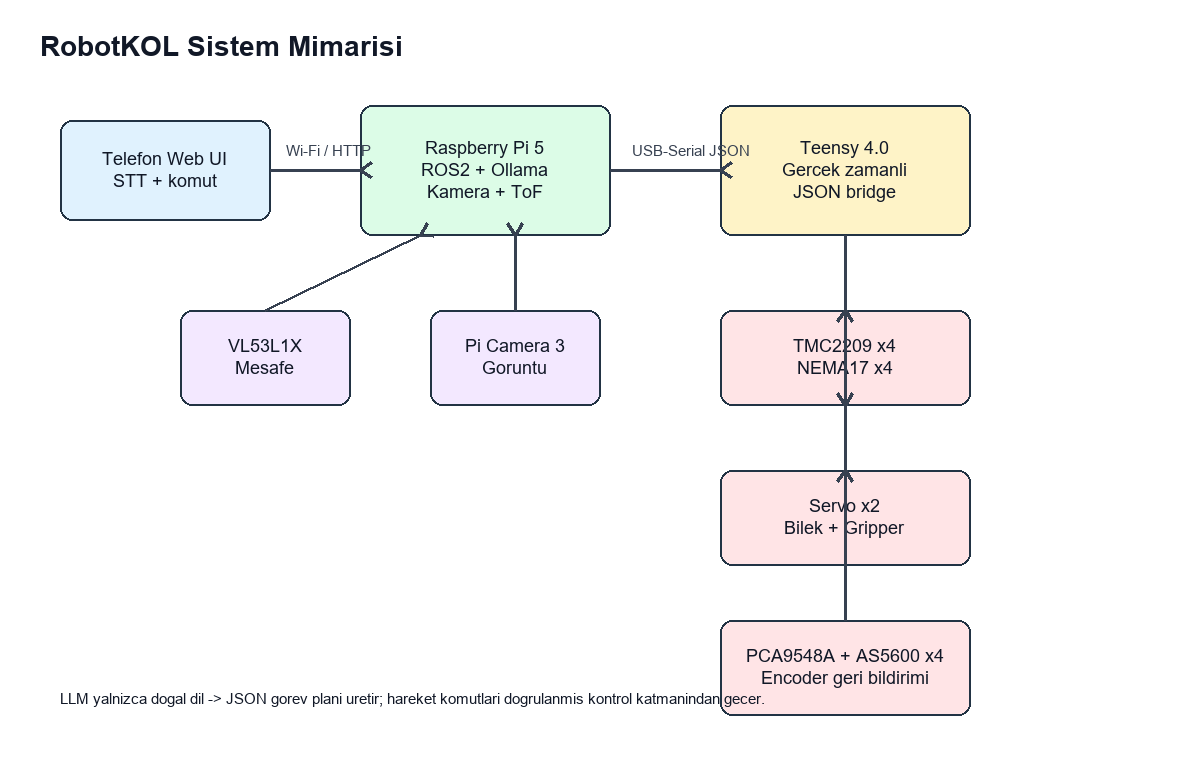 RobotKOL Sistem Mimarisi
Telefon Web UI
STT + komut
Wi-Fi / HTTP
Raspberry Pi 5
ROS2 + Ollama
Kamera + ToF
USB-Serial JSON
Teensy 4.0
Gercek zamanli
JSON bridge
VL53L1X
Mesafe
Pi Camera 3
Goruntu
TMC2209 x4
NEMA17 x4
Servo x2
Bilek + Gripper
PCA9548A + AS5600 x4
Encoder geri bildirimi
LLM yalnizca dogal dil -> JSON gorev plani uretir; hareket komutlari dogrulanmis kontrol katmanindan gecer.